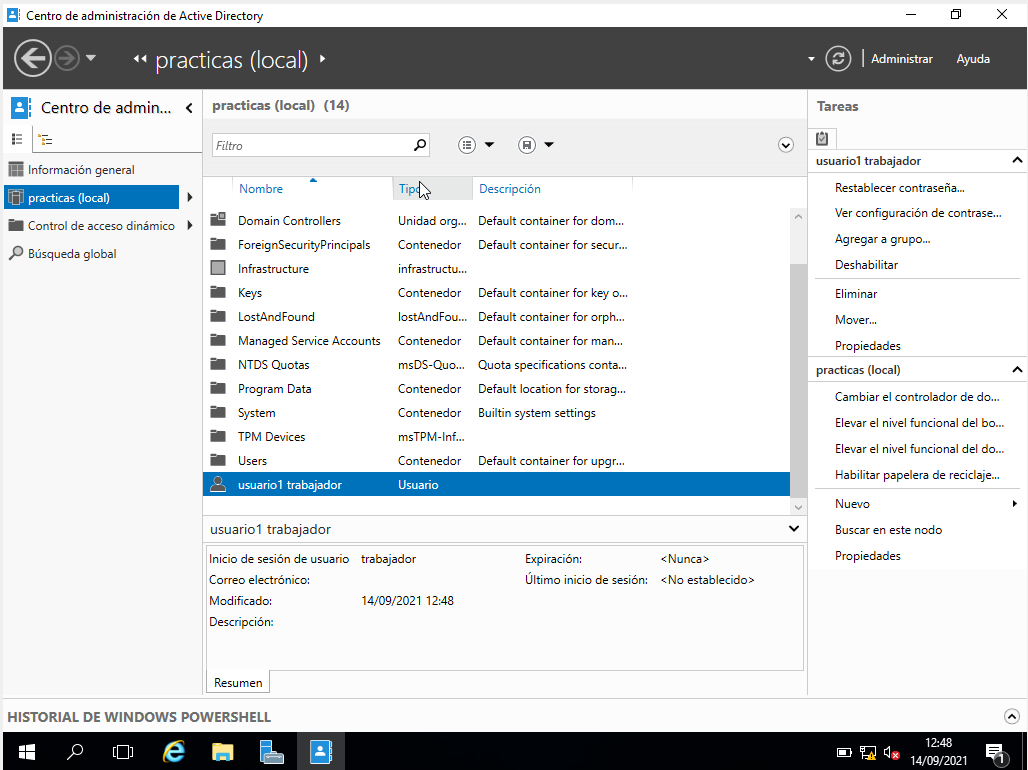 Centro de administración de Active Directory
practicas (local)
Administrar
Ayuda
Centro de admin...
Información general
practicas (local)
Control de acceso dinámico
Búsqueda global
practicas (local) (14)
Filtro
Nombre Tipo Descripción
Domain Controllers Unidad org... Default container for dom...
ForeignSecurityPrincipals Contenedor Default container for secur...
Infrastructure infrastructu...
Keys Contenedor Default container for key o...
LostAndFound lostAndFou... Default container for orph...
Managed Service Accounts Contenedor Default container for man...
NTDS Quotas msDS-Quo... Quota specifications conta...
Program Data Contenedor Default location for storag...
System Contenedor Builtin system settings
TPM Devices msTPM-Inf...
Users Contenedor Default container for upgr...
usuario1 trabajador Usuario
usuario1 trabajador
Inicio de sesión de usuario trabajador Expiración: <Nunca>
Correo electrónico: Último inicio de sesión: <No establecido>
Modificado: 14/09/2021 12:48
Descripción:
Resumen
Tareas
usuario1 trabajador
Restablecer contraseña...
Ver configuración de contrase...
Agregar a grupo...
Deshabilitar
Eliminar
Mover...
Propiedades
practicas (local)
Cambiar el controlador de do...
Elevar el nivel funcional del bo...
Elevar el nivel funcional del do...
Habilitar papelera de reciclaje...
Nuevo
Buscar en este nodo
Propiedades
HISTORIAL DE WINDOWS POWERSHELL
12:48
14/09/2021
1